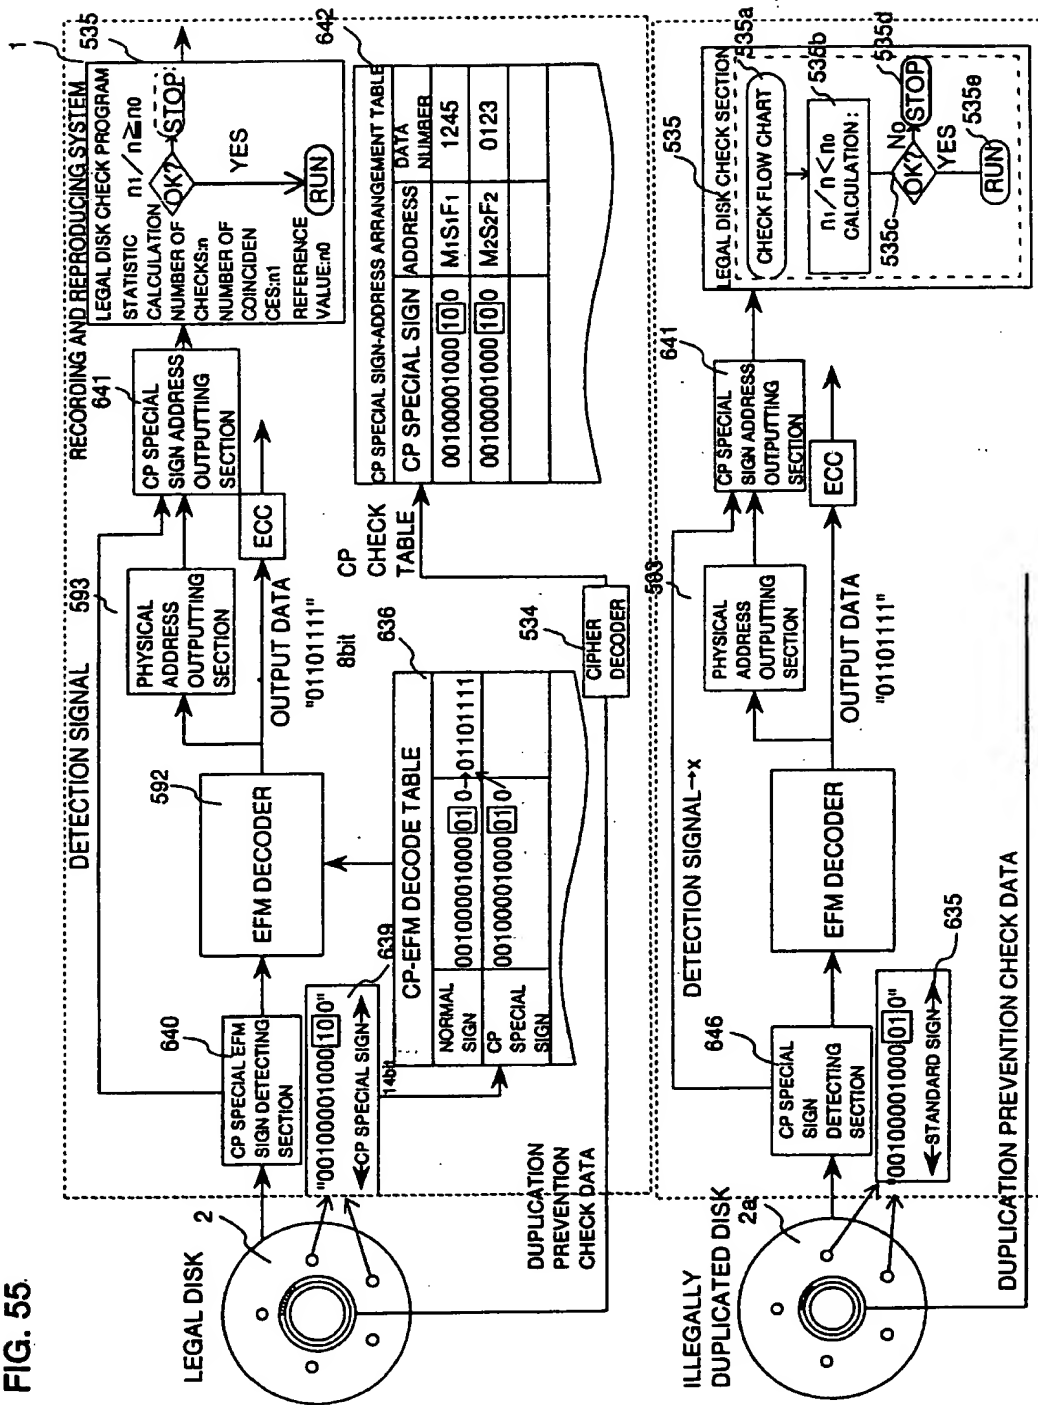 FIG. 55.
LEGAL DISK
2
DETECTION SIGNAL
RECORDING AND REPRODUCING SYSTEM
1
640
CP SPECIAL EFM
SIGN DETECTING
SECTION
"00100001000100"
CP SPECIAL SIGN
639
14bit
592
EFM DECODER
593
PHYSICAL
ADDRESS
OUTPUTTING
SECTION
OUTPUT DATA
"01101111"
8bit
641
CP SPECIAL
SIGN ADDRESS
OUTPUTTING
SECTION
ECC
535
LEGAL DISK CHECK PROGRAM
STATISTIC
CALCULATION
n1/n≧n0
NUMBER OF
CHECKS:n
NUMBER OF
COINCIDEN
CES:n1
REFERENCE
VALUE:n0
OK?
STOP
YES
RUN
CP-EFM DECODE TABLE
636
NORMAL
SIGN
00100001000010→01101111
CP
SPECIAL
SIGN
00100001000010
CP
CHECK
TABLE
534
CIPHER
DECODER
642
CP SPECIAL SIGN-ADDRESS ARRANGEMENT TABLE
CP SPECIAL SIGN
ADDRESS
DATA
NUMBER
00100001000100
M1S1F1
1245
00100001000100
M2S2F2
0123
DUPLICATION
PREVENTION
CHECK DATA
ILLEGALLY
DUPLICATED DISK
2a
DETECTION SIGNAL→x
646
CP SPECIAL
SIGN
DETECTING
SECTION
"00100001000010"
STANDARD SIGN
635
EFM DECODER
PHYSICAL
ADDRESS
OUTPUTTING
SECTION
OUTPUT DATA
"01101111"
641
CP SPECIAL
SIGN ADDRESS
OUTPUTTING
SECTION
ECC
535
LEGAL DISK CHECK SECTION
535a
CHECK FLOW CHART
535b
n1/n<n0
CALCULATION:
535c
OK?
No
535d
STOP
YES
535e
RUN
DUPLICATION PREVENTION CHECK DATA